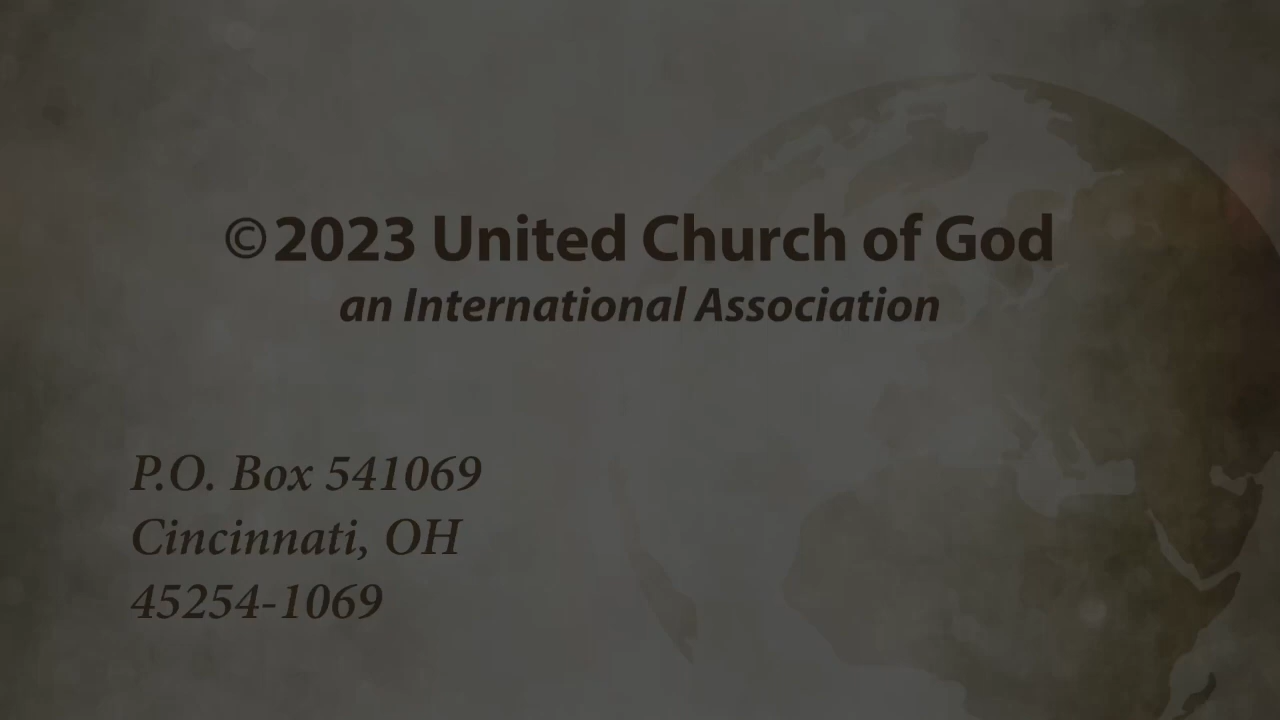 ©2023 United Church of God
an International Association
P.O. Box 541069
Cincinnati, OH
45254-1069